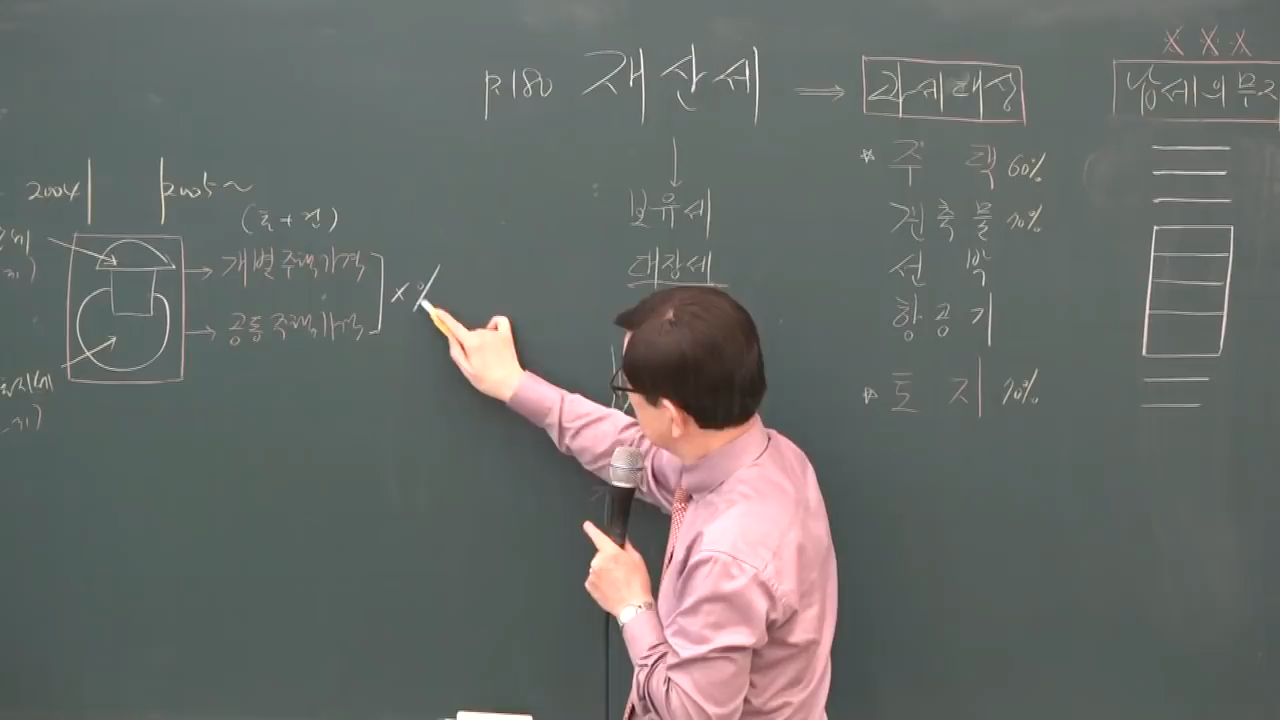 p.180 재산세 ⇒ 과세대상 납세의무자
↓
보유세
대장세
☆ 주 택 60%
건축물 70%
선 박
항공기
☆ 토 지 70%
2004 2005~
(토+건)
개별주택가격
공동주택가격
× %